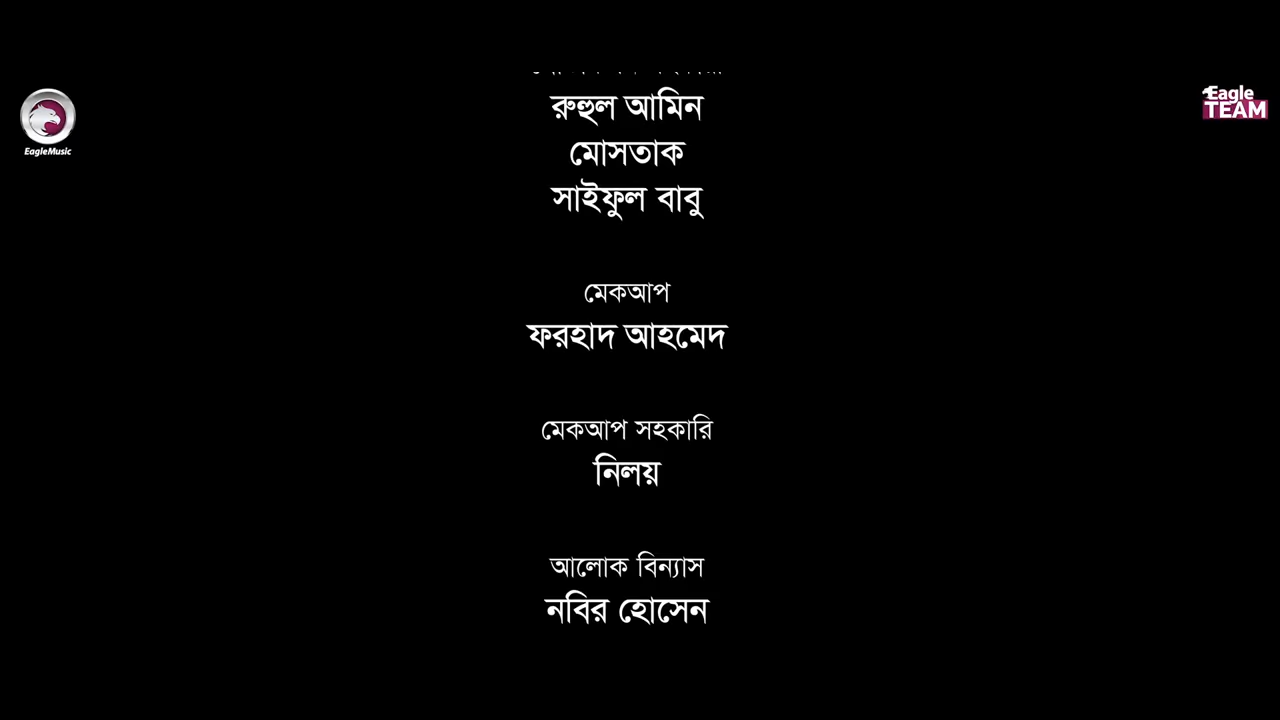 রুহুল আমিন
মোসতাক
সাইফুল বাবু
মেকআপ
ফরহাদ আহমেদ
মেকআপ সহকারি
নিলয়
আলোক বিন্যাস
নবির হোসেন
EagleMusic
Eagle
TEAM